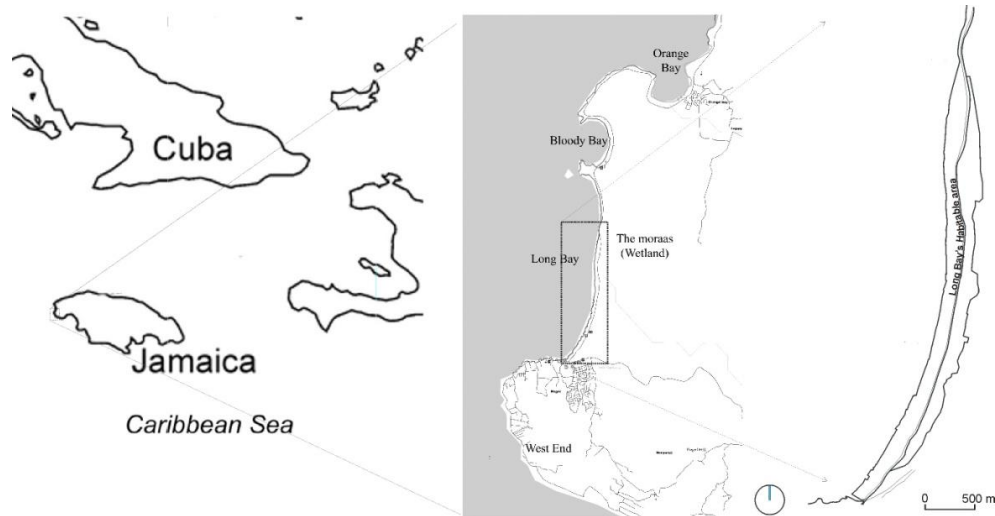 Cuba
Jamaica
Caribbean Sea
Orange
Bay
Bloody Bay
The moraas
(Wetland)
Long Bay
West End
Long Bay's Habitable area
0 500 m